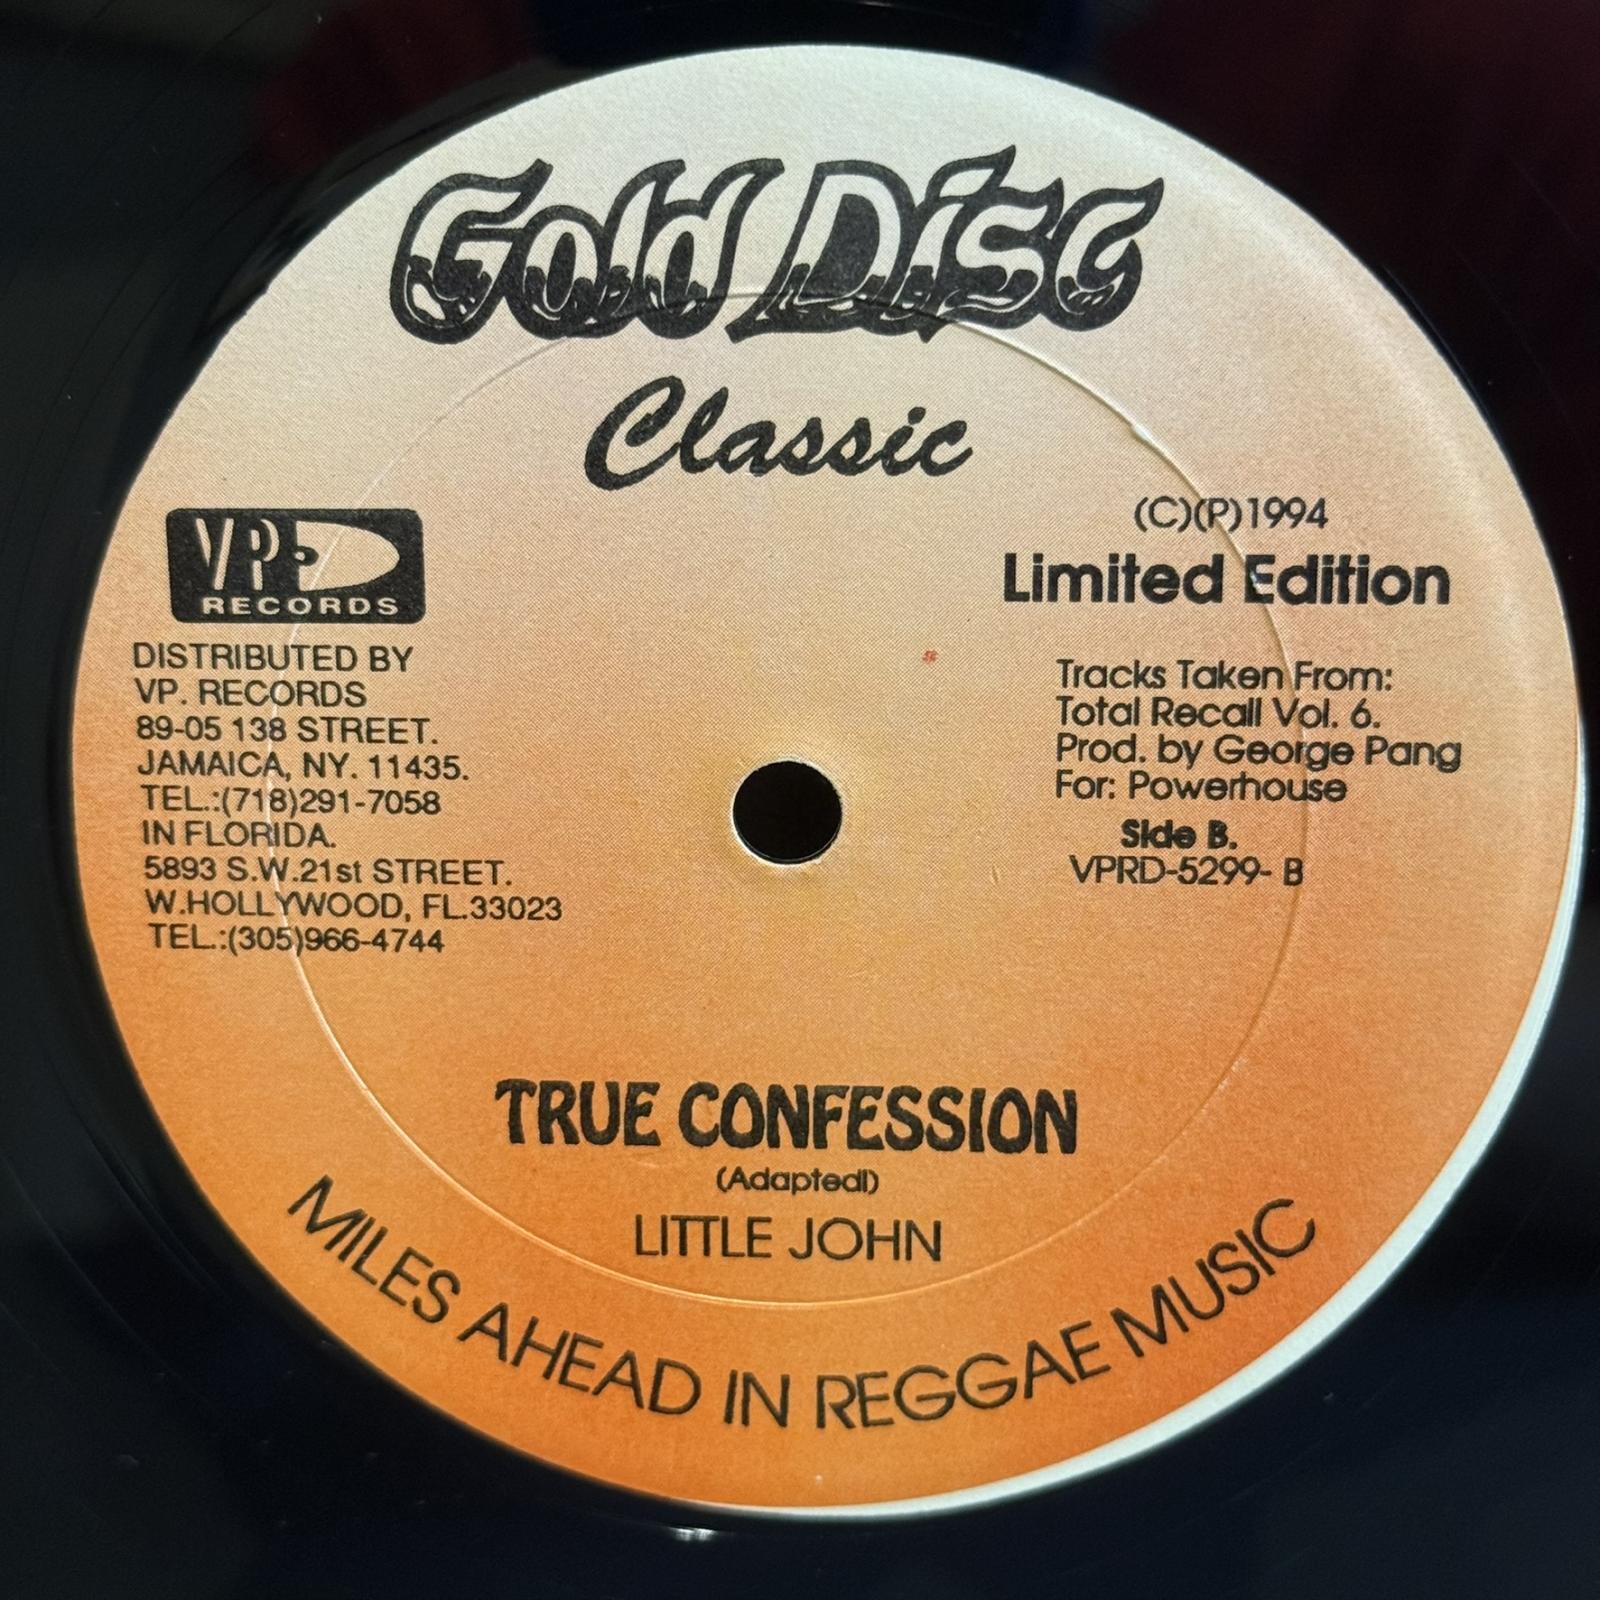 Gold Disc
Classic
VP
RECORDS
DISTRIBUTED BY
VP. RECORDS
89-05 138 STREET.
JAMAICA, NY. 11435.
TEL.:(718)291-7058
IN FLORIDA.
5893 S.W.21st STREET.
W.HOLLYWOOD, FL.33023
TEL.:(305)966-4744
(C)(P)1994
Limited Edition
Tracks Taken From:
Total Recall Vol. 6.
Prod. by George Pang
For: Powerhouse
Side B.
VPRD-5299- B
TRUE CONFESSION
(Adaptedl)
LITTLE JOHN
MILES AHEAD IN REGGAE MUSIC